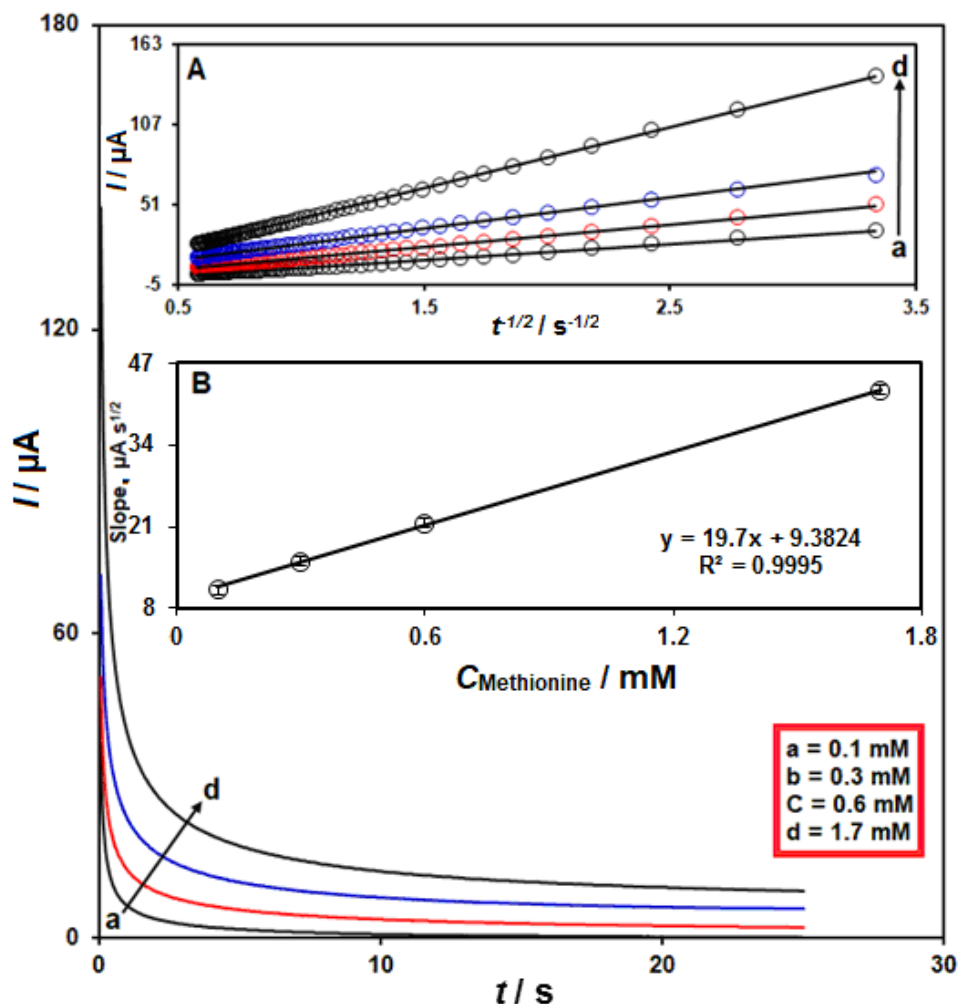 180
120
60
0
I / µA
0
10
20
30
t / s
A
163
107
51
-5
I / µA
0.5
1.5
2.5
3.5
t-1/2 / s-1/2
d
a
B
47
34
21
8
Slope, µA s1/2
0
0.6
1.2
1.8
CMethionine / mM
y = 19.7x + 9.3824
R² = 0.9995
d
a
a = 0.1 mM
b = 0.3 mM
C = 0.6 mM
d = 1.7 mM